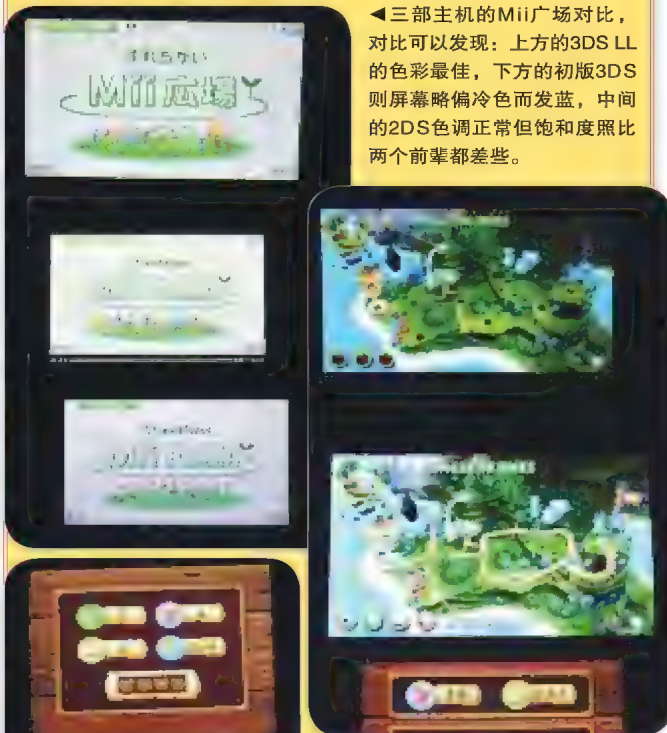 ◀三部主机的Mii广场对比，
对比可以发现：上方的3DS LL
的色彩最佳，下方的初版3DS
则屏幕略偏冷色而发蓝，中间
的2DS色调正常但饱和度照比
两个前辈都差些。
すれちがい
Mii広場